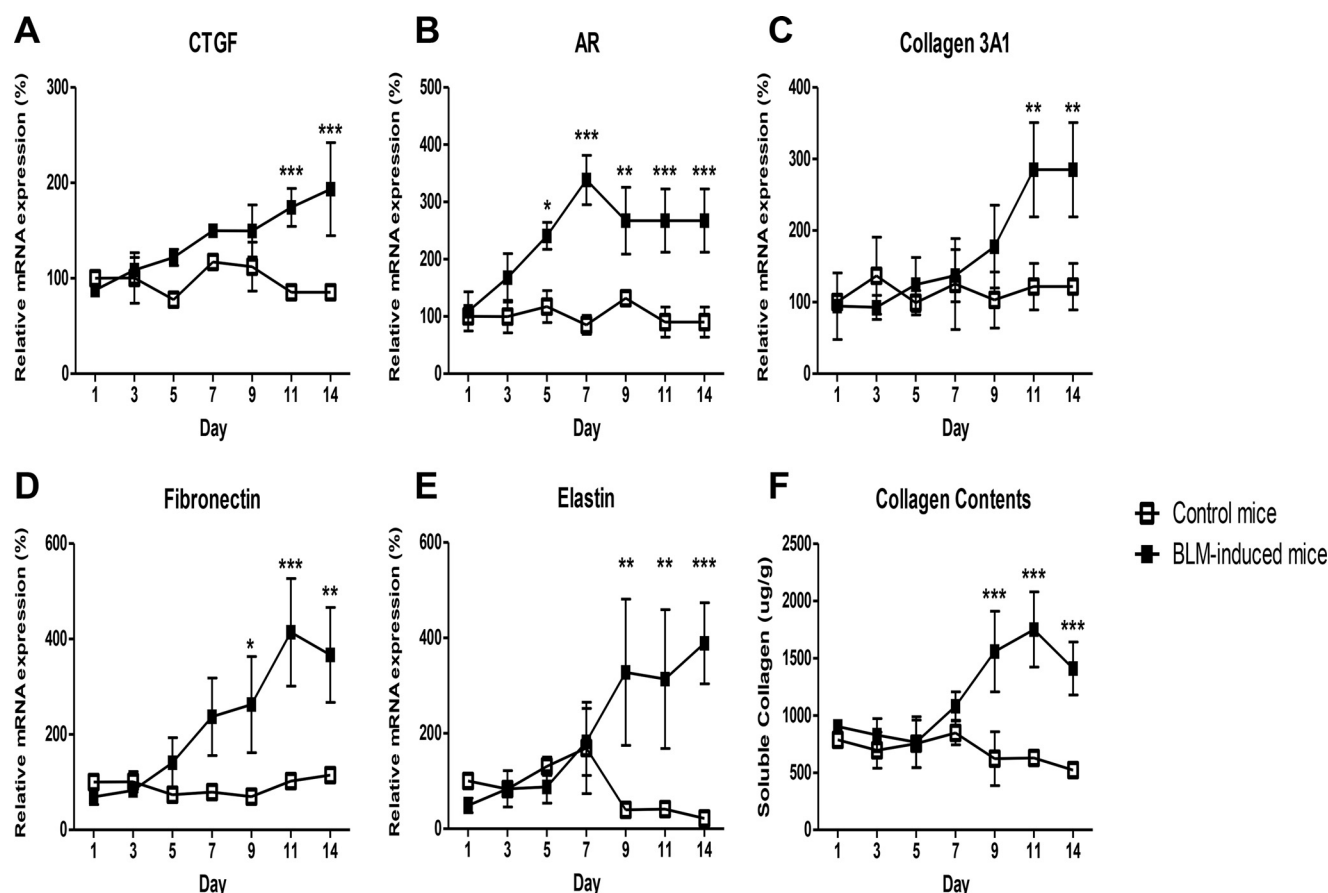 A
CTGF
Relative mRNA expression (%)
300
200
100
0
***
***
1 3 5 7 9 11 14
Day
B
AR
Relative mRNA expression (%)
500
400
300
200
100
0
*
***
**
***
***
1 3 5 7 9 11 14
Day
C
Collagen 3A1
Relative mRNA expression (%)
400
300
200
100
0
**
**
1 3 5 7 9 11 14
Day
D
Fibronectin
Relative mRNA expression (%)
600
400
200
0
*
***
**
1 3 5 7 9 11 14
Day
E
Elastin
Relative mRNA expression (%)
600
400
200
0
**
**
***
1 3 5 7 9 11 14
Day
F
Collagen Contents
Soluble Collagen (ug/g)
2500
2000
1500
1000
500
0
***
***
***
1 3 5 7 9 11 14
Day
Control mice
BLM-induced mice